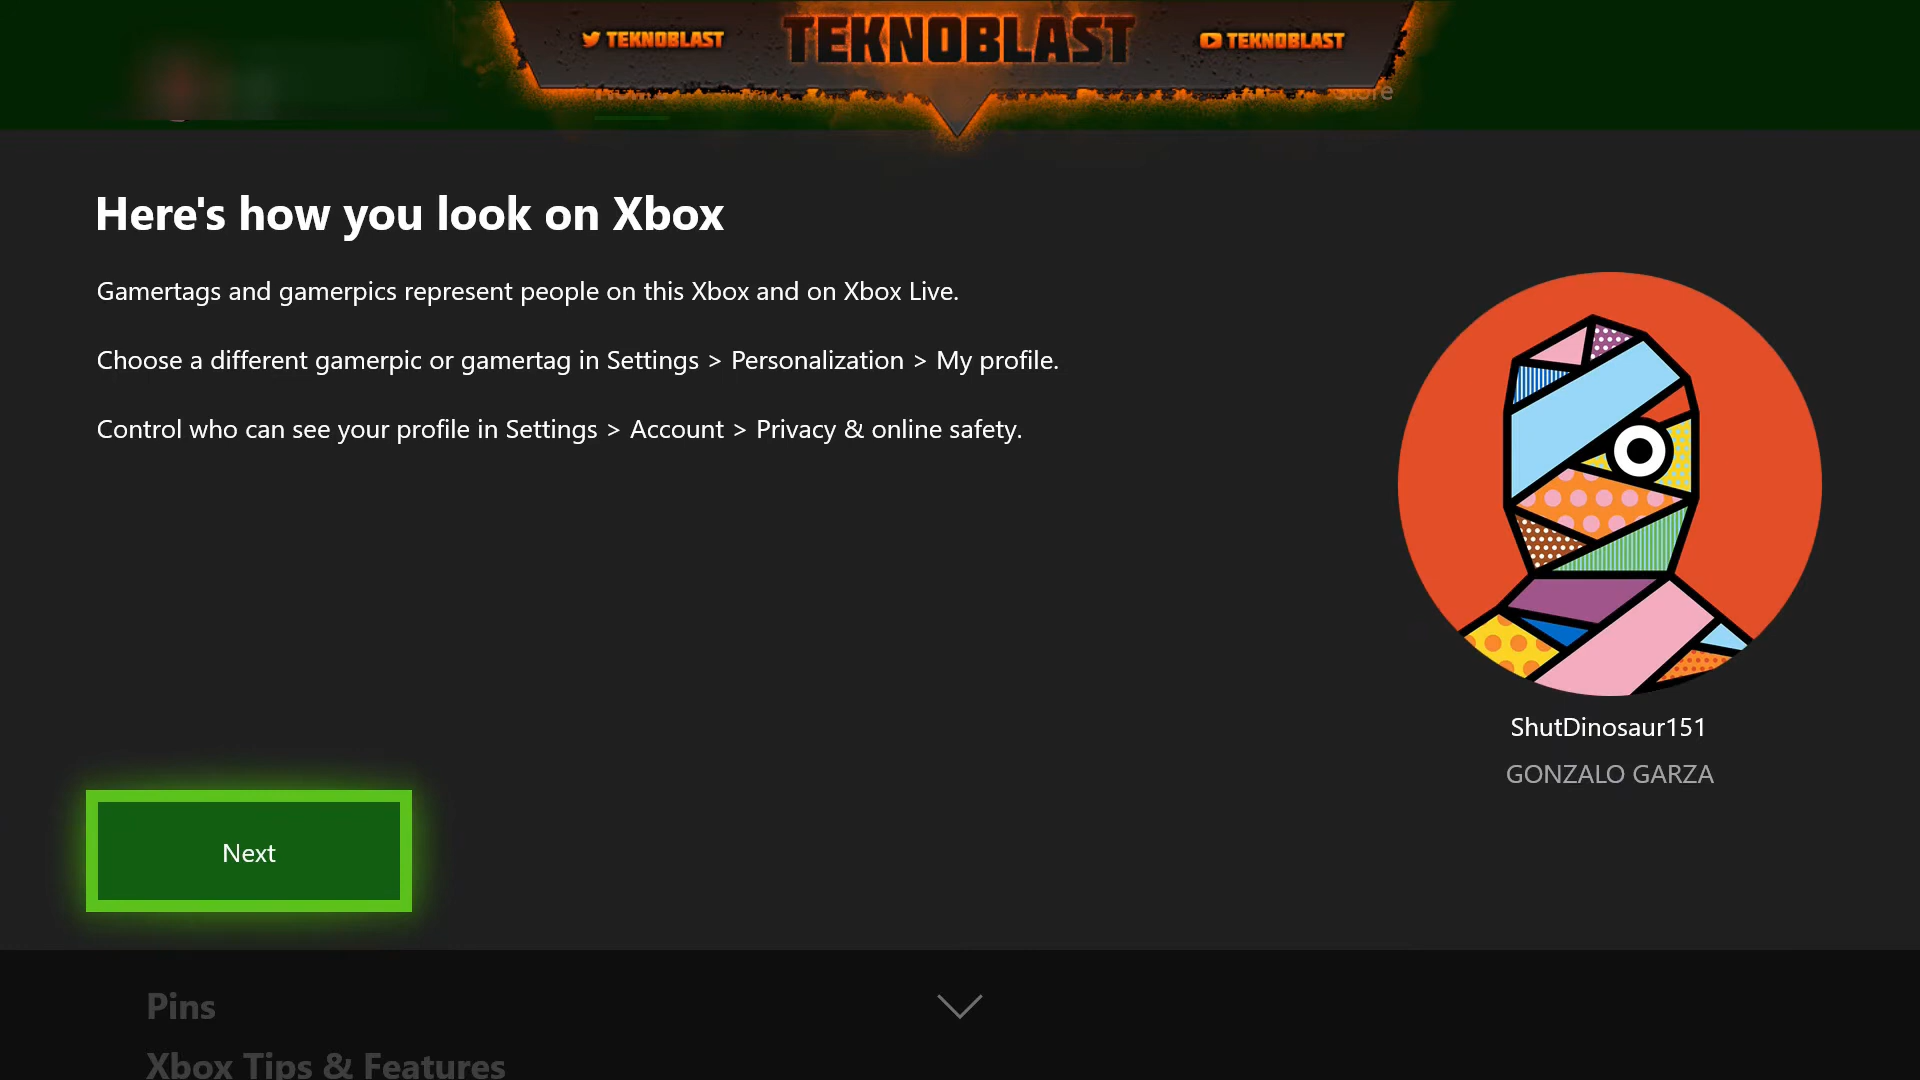 TEKNOBLAST
TEKNOBLAST
TEKNOBLAST
Store
Here's how you look on Xbox
Gamertags and gamerpics represent people on this Xbox and on Xbox Live.
Choose a different gamerpic or gamertag in Settings > Personalization > My profile.
Control who can see your profile in Settings > Account > Privacy & online safety.
ShutDinosaur151
GONZALO GARZA
Next
Pins
Xbox Tips & Features